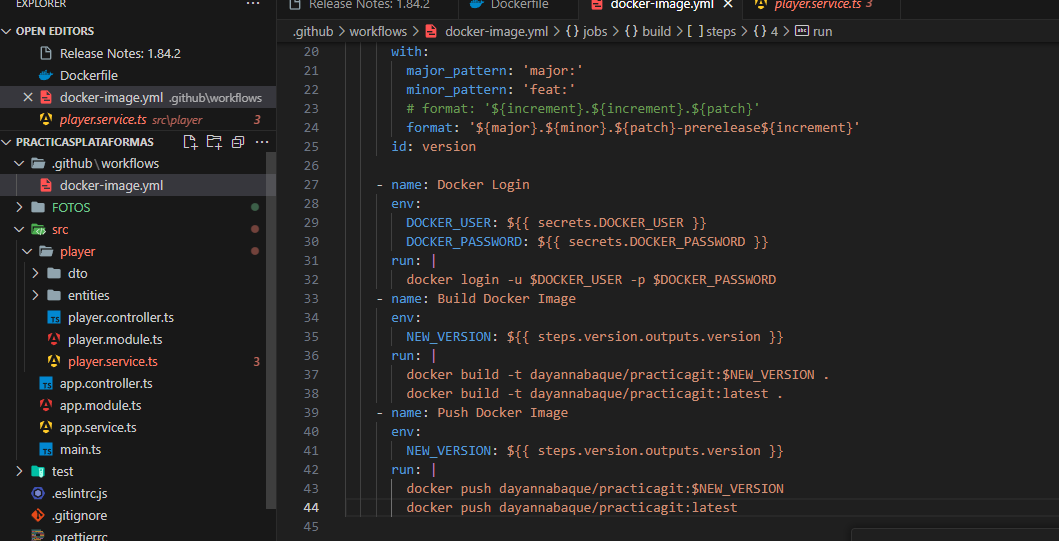 EXPLORER ···
OPEN EDITORS
Release Notes: 1.84.2
Dockerfile
docker-image.yml .github\workflows
player.service.ts src\player 3
PRACTICASPLATAFORMAS ···
.github\workflows
docker-image.yml
FOTOS
src
player
dto
entities
player.controller.ts
player.module.ts
player.service.ts 3
app.controller.ts
app.module.ts
app.service.ts
main.ts
test
.eslintrc.js
.gitignore
.prettierrc
Release Notes: 1.84.2 Dockerfile docker-image.yml player.service.ts 3
.github > workflows > docker-image.yml > {} jobs > {} build > [ ] steps > {} 4 > abc run
20 with:
21 major_pattern: 'major:'
22 minor_pattern: 'feat:'
23 # format: '${increment}.${increment}.${patch}'
24 format: '${major}.${minor}.${patch}-prerelease${increment}'
25 id: version
26
27 - name: Docker Login
28 env:
29 DOCKER_USER: ${{ secrets.DOCKER_USER }}
30 DOCKER_PASSWORD: ${{ secrets.DOCKER_PASSWORD }}
31 run: |
32 docker login -u $DOCKER_USER -p $DOCKER_PASSWORD
33 - name: Build Docker Image
34 env:
35 NEW_VERSION: ${{ steps.version.outputs.version }}
36 run: |
37 docker build -t dayannabaque/practicagit:$NEW_VERSION .
38 docker build -t dayannabaque/practicagit:latest .
39 - name: Push Docker Image
40 env:
41 NEW_VERSION: ${{ steps.version.outputs.version }}
42 run: |
43 docker push dayannabaque/practicagit:$NEW_VERSION
44 docker push dayannabaque/practicagit:latest
45